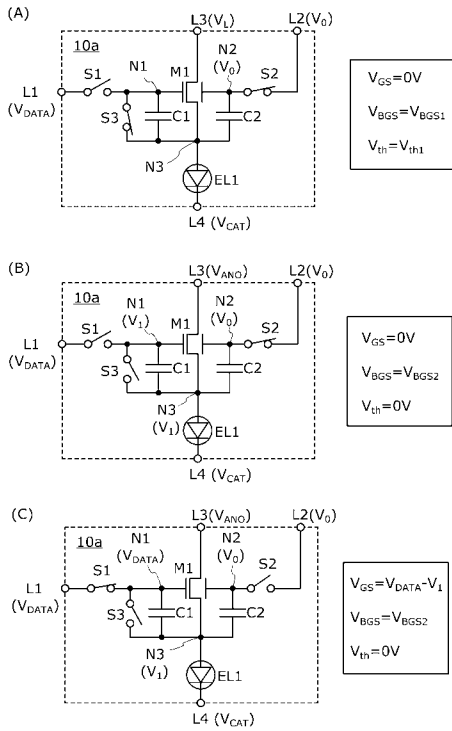 (A)
L3(VL) L2(V0)
10a
L1
(VDATA)
S1
N1
M1
N2
(V0)
S2
S3
C1
C2
N3
EL1
L4 (VCAT)
VGS=0V
VBGS=VBGS1
Vth=Vth1
(B)
L3(VANO) L2(V0)
10a
L1
(VDATA)
S1
N1
(V1)
M1
N2
(V0)
S2
S3
C1
C2
N3
(V1)
EL1
L4 (VCAT)
VGS=0V
VBGS=VBGS2
Vth=0V
(C)
L3(VANO) L2(V0)
10a
L1
(VDATA)
S1
N1
(VDATA)
M1
N2
(V0)
S2
S3
C1
C2
N3
(V1)
EL1
L4 (VCAT)
VGS=VDATA-V1
VBGS=VBGS2
Vth=0V